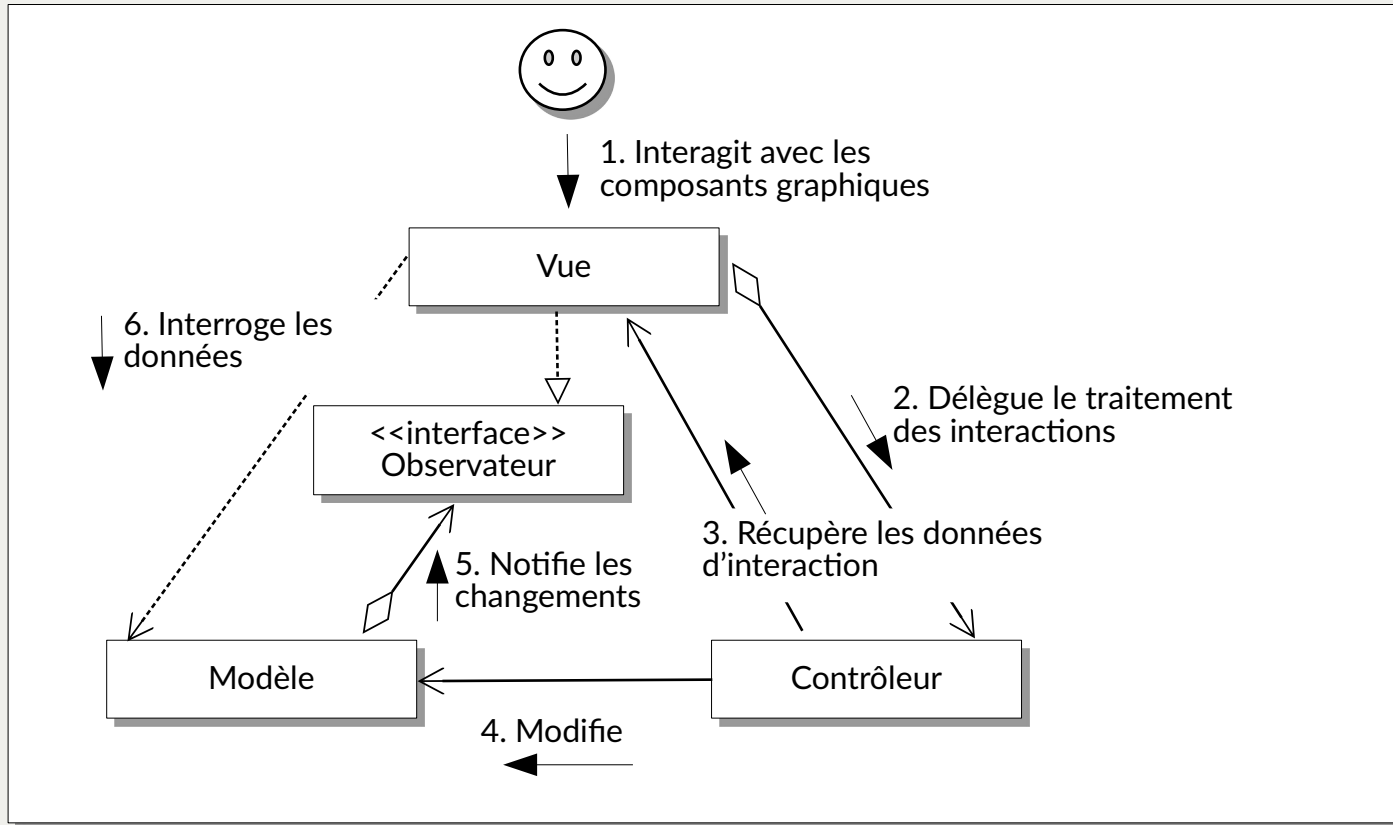 1. Interagit avec les
composants graphiques
Vue
6. Interroge les
données
<<interface>>
Observateur
2. Délègue le traitement
des interactions
3. Récupère les données
d’interaction
5. Notifie les
changements
Modèle
Contrôleur
4. Modifie